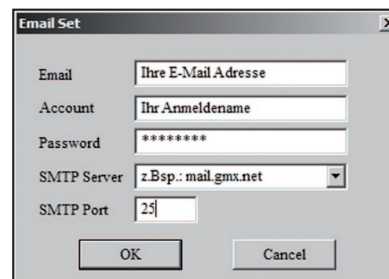 Email Set
Email Ihre E-Mail Adresse
Account Ihr Anmeldename
Password ********
SMTP Server z.Bsp.: mail.gmx.net
SMTP Port 25
OK Cancel